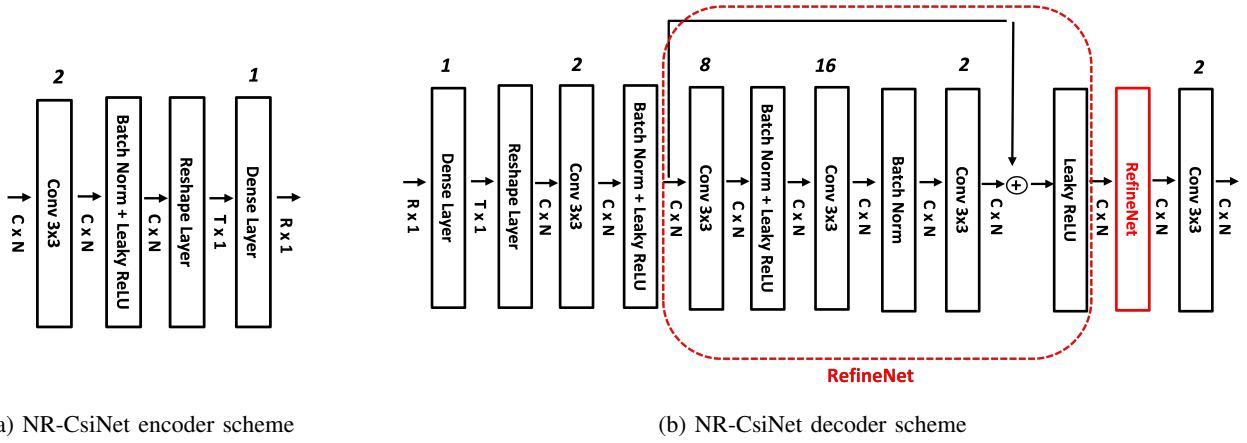 2
1
C x N
Conv 3x3
C x N
Batch Norm + Leaky ReLU
C x N
Reshape Layer
T x 1
Dense Layer
R x 1
a) NR-CsiNet encoder scheme
1
2
8
16
2
2
R x 1
Dense Layer
T x 1
Reshape Layer
C x N
Conv 3x3
C x N
Batch Norm + Leaky ReLU
C x N
Conv 3x3
C x N
Batch Norm + Leaky ReLU
C x N
Conv 3x3
C x N
Batch Norm
C x N
Conv 3x3
C x N
+
Leaky ReLU
C x N
RefineNet
C x N
Conv 3x3
C x N
RefineNet
(b) NR-CsiNet decoder scheme